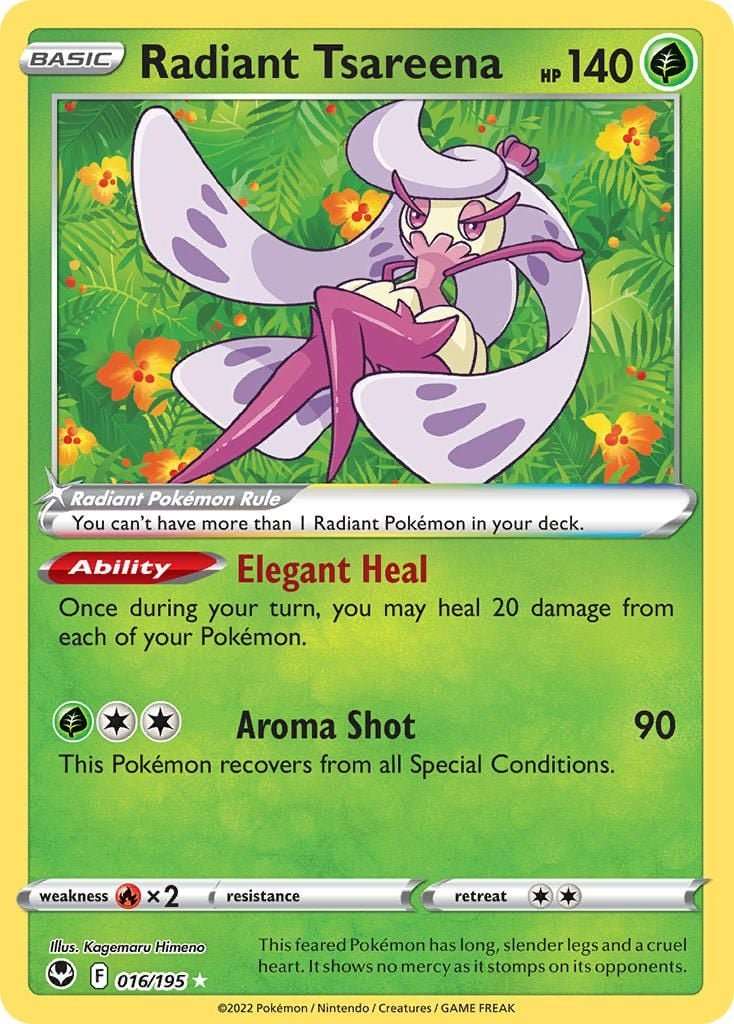 BASIC Radiant Tsareena HP 140
Radiant Pokémon Rule
You can't have more than 1 Radiant Pokémon in your deck.
Ability Elegant Heal
Once during your turn, you may heal 20 damage from
each of your Pokémon.
Aroma Shot 90
This Pokémon recovers from all Special Conditions.
weakness ×2 resistance retreat
Illus. Kagemaru Himeno
F 016/195 ★
This feared Pokémon has long, slender legs and a cruel
heart. It shows no mercy as it stomps on its opponents.
©2022 Pokémon / Nintendo / Creatures / GAME FREAK